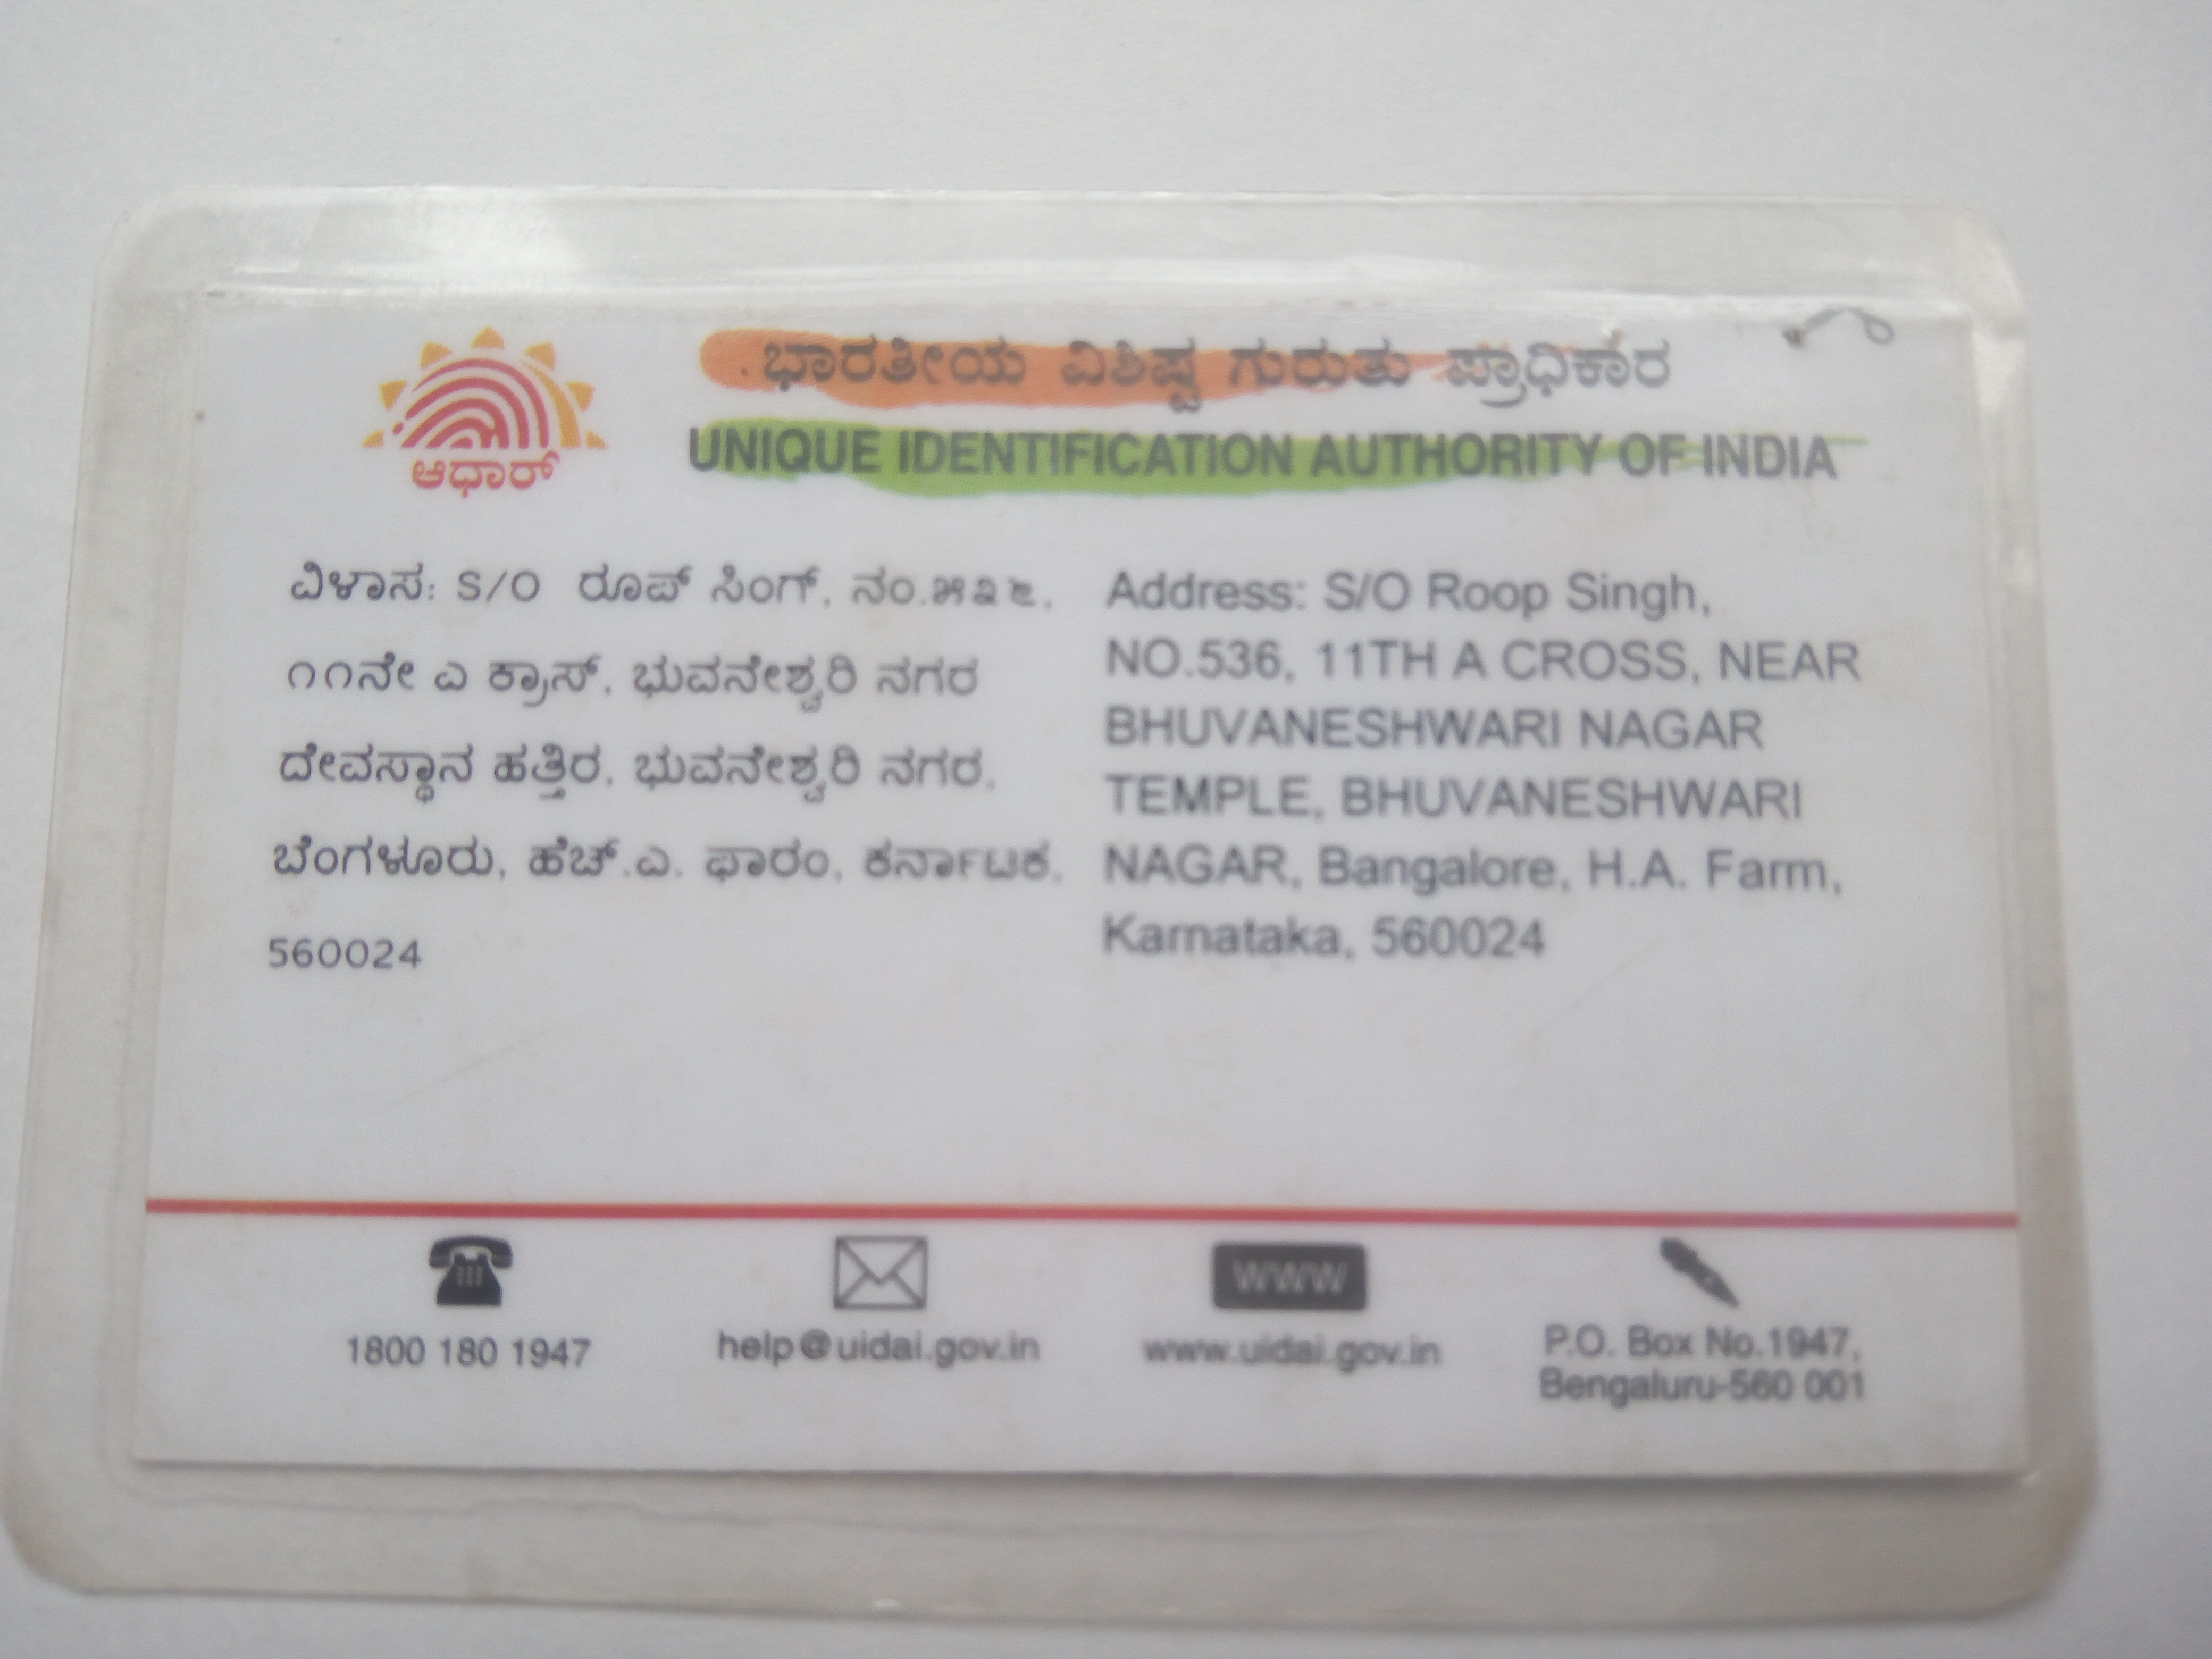 ಆಧಾರ್
ಭಾರತೀಯ ವಿಶಿಷ್ಟ ಗುರುತು ಪ್ರಾಧಿಕಾರ
UNIQUE IDENTIFICATION AUTHORITY OF INDIA
ವಿಳಾಸ: S/O ರೂಪ್ ಸಿಂಗ್, ನಂ.೫೩೬,
೧೧ನೇ ಎ ಕ್ರಾಸ್, ಭುವನೇಶ್ವರಿ ನಗರ
ದೇವಸ್ಥಾನ ಹತ್ತಿರ, ಭುವನೇಶ್ವರಿ ನಗರ,
ಬೆಂಗಳೂರು, ಹೆಚ್.ಎ. ಫಾರಂ, ಕರ್ನಾಟಕ,
560024
Address: S/O Roop Singh,
NO.536, 11TH A CROSS, NEAR
BHUVANESHWARI NAGAR
TEMPLE, BHUVANESHWARI
NAGAR, Bangalore, H.A. Farm,
Karnataka, 560024
1800 180 1947
help@uidai.gov.in
www
www.uidai.gov.in
P.O. Box No.1947,
Bengaluru-560 001